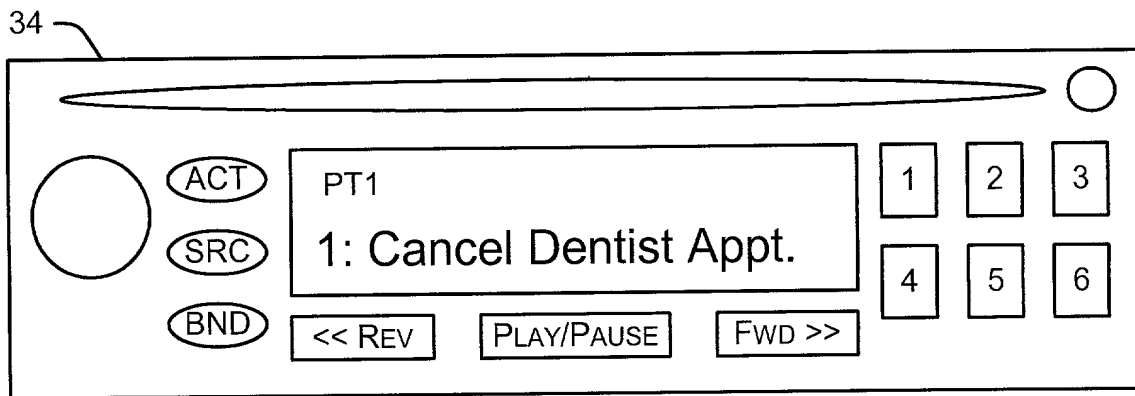 34
ACT
SRC
BND
PT1
1: Cancel Dentist Appt.
<< REV
PLAY/PAUSE
FWD >>
1 2 3
4 5 6